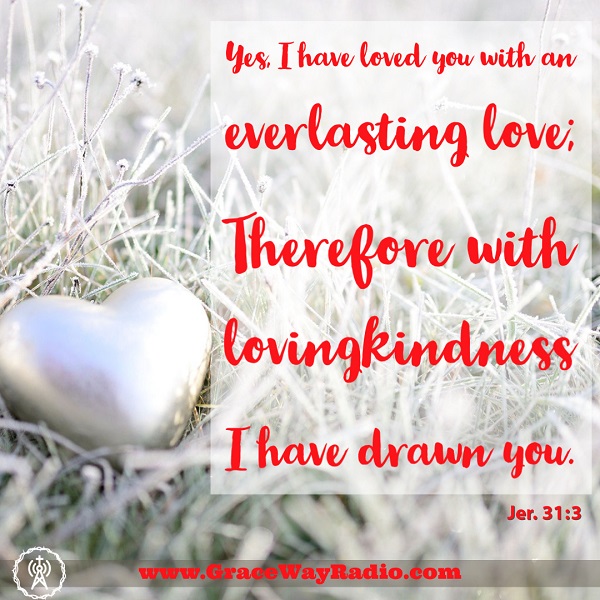 Yes, I have loved you with an
everlasting love;
Therefore with
lovingkindness
I have drawn you.
Jer. 31:3
www.GraceWayRadio.com